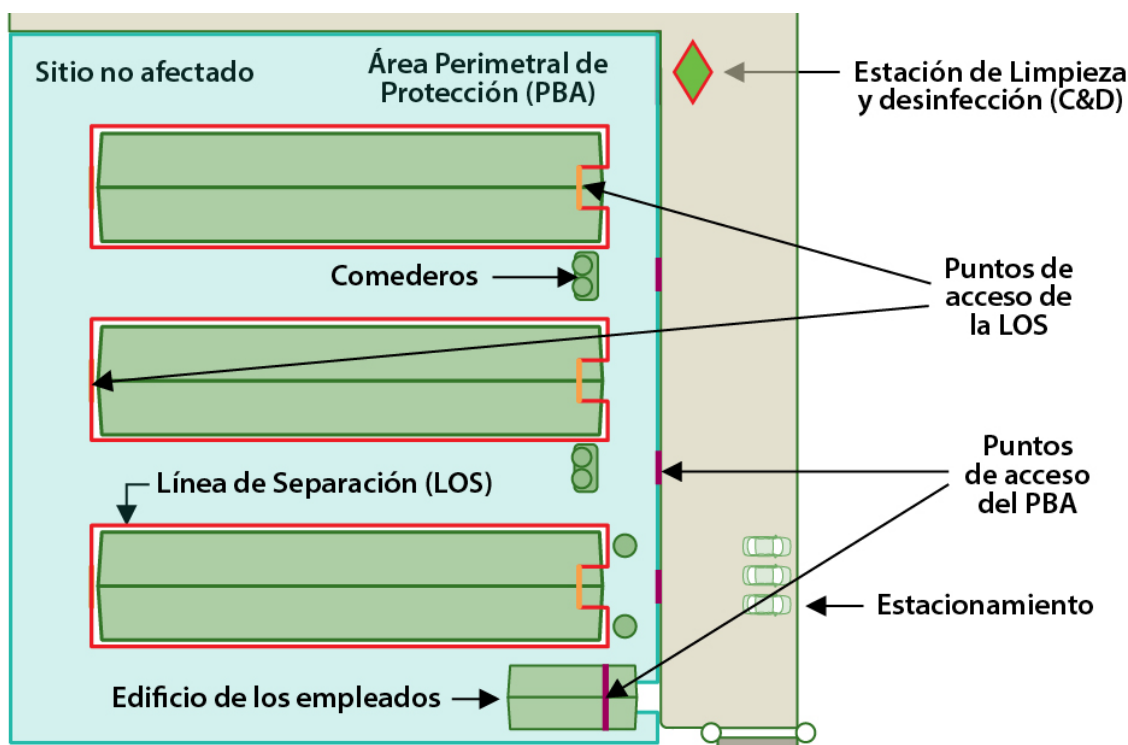 Sitio no afectado
Área Perimetral de
Protección (PBA)
Estación de Limpieza
y desinfección (C&D)
Comederos
Puntos de
acceso de
la LOS
Línea de Separación (LOS)
Puntos
de acceso
del PBA
Estacionamiento
Edificio de los empleados